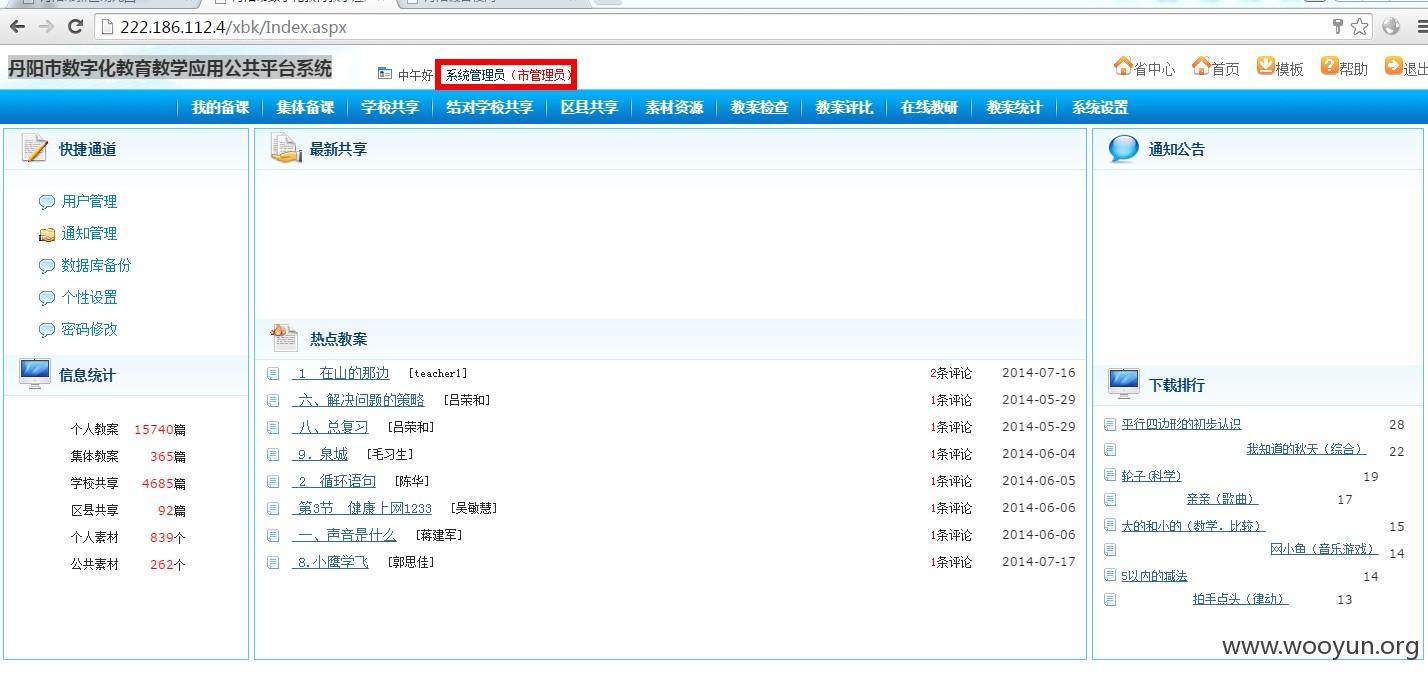 222.186.112.4/xbk/Index.aspx
丹阳市数字化教育教学应用公共平台系统
中午好 系统管理员（市管理员）
省中心 首页 模板 帮助 退出
我的备课 集体备课 学校共享 结对学校共享 区县共享 素材资源 教案检查 教案评比 在线教研 教案统计 系统设置
快捷通道
用户管理
通知管理
数据库备份
个性设置
密码修改
信息统计
个人教案 15740篇
集体教案 365篇
学校共享 4685篇
区县共享 92篇
个人素材 839个
公共素材 262个
最新共享
热点教案
1 在山的那边 [teacher1] 2条评论 2014-07-16
六、解决问题的策略 [吕荣和] 1条评论 2014-05-29
八、总复习 [吕荣和] 1条评论 2014-05-29
9. 泉城 [毛习生] 1条评论 2014-06-04
2 循环语句 [陈华] 1条评论 2014-06-05
第3节 健康上网1233 [吴敏慧] 1条评论 2014-06-06
一、声音是什么 [蒋建军] 1条评论 2014-06-06
8.小鹰学飞 [郭思佳] 1条评论 2014-07-17
通知公告
下载排行
平行四边形的初步认识 28
我知道的秋天（综合） 22
轮子(科学) 19
亲亲（歌曲） 17
大的和小的（数学．比较） 15
网小鱼（音乐游戏） 14
5以内的减法 14
拍手点头（律动） 13
www.wooyun.org